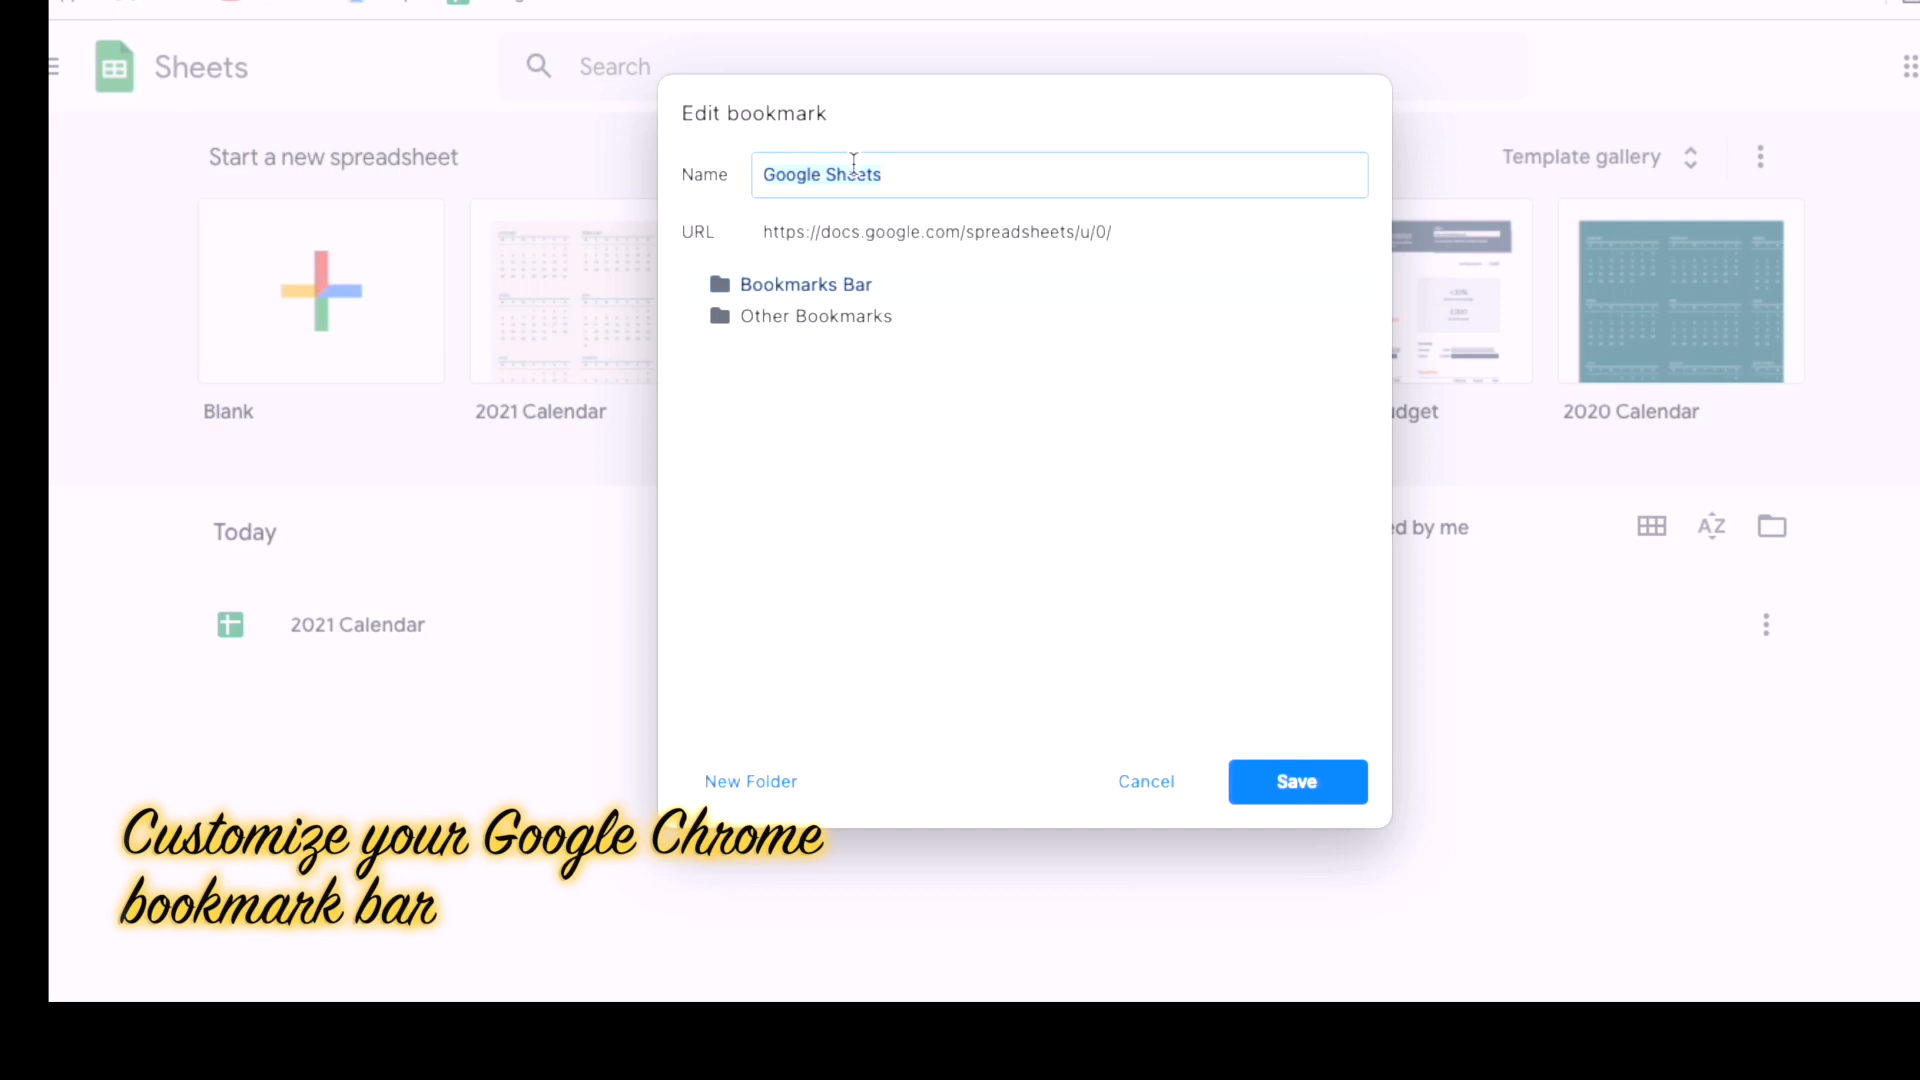 Sheets
Search
Edit bookmark
Start a new spreadsheet
Template gallery
Name
Google Sheets
URL
https://docs.google.com/spreadsheets/u/0/
Bookmarks Bar
Other Bookmarks
Blank
2021 Calendar
2020 Calendar
Today
ed by me
2021 Calendar
New Folder
Cancel
Save
Customize your Google Chrome
bookmark bar